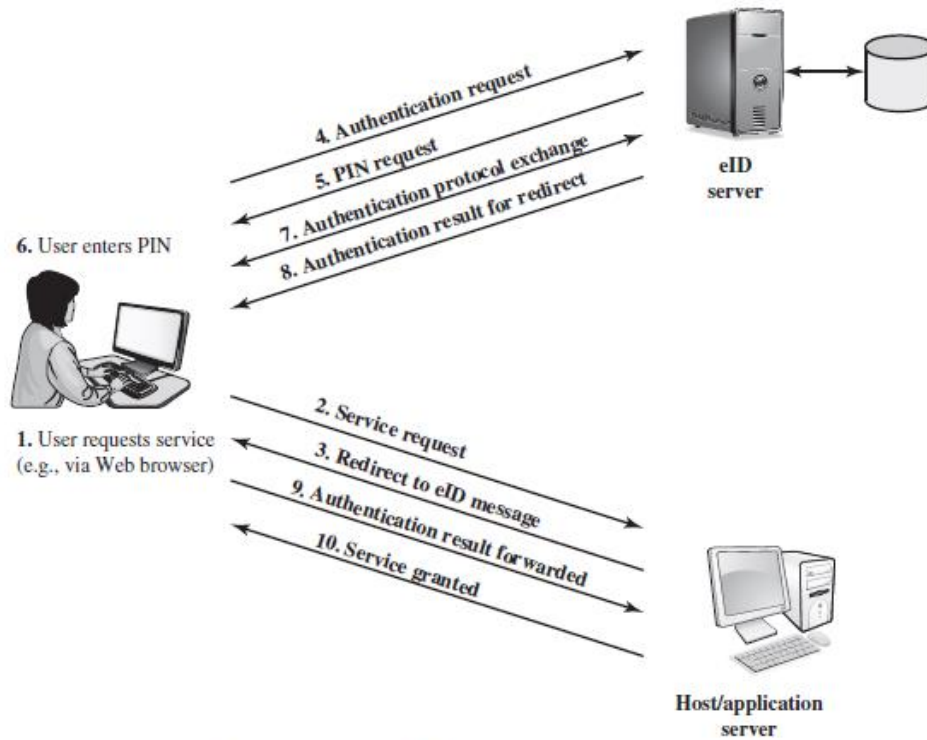 4. Authentication request
5. PIN request
7. Authentication protocol exchange
8. Authentication result for redirect
eID
server
6. User enters PIN
1. User requests service
(e.g., via Web browser)
2. Service request
3. Redirect to eID message
9. Authentication result forwarded
10. Service granted
Host/application
server